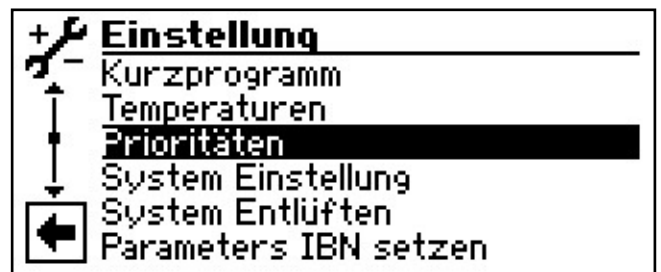 Einstellung
Kurzprogramm
Temperaturen
Prioritäten
System Einstellung
System Entlüften
Parameters IBN setzen